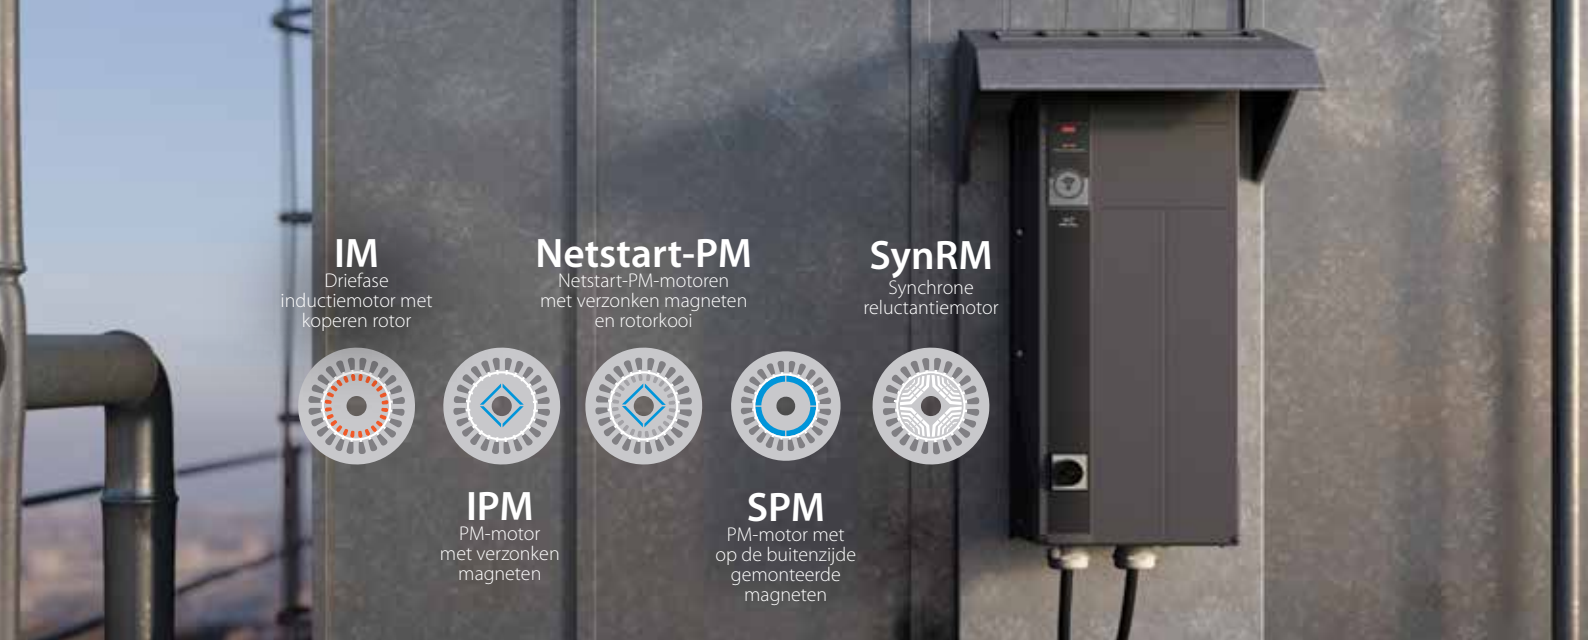 IM
Driefase
inductiemotor met
koperen rotor
Netstart-PM
Netstart-PM-motoren
met verzonken magneten
en rotorkooi
SynRM
Synchrone
reluctantiemotor
IPM
PM-motor
met verzonken
magneten
SPM
PM-motor met
op de buitenzijde
gemonteerde
magneten